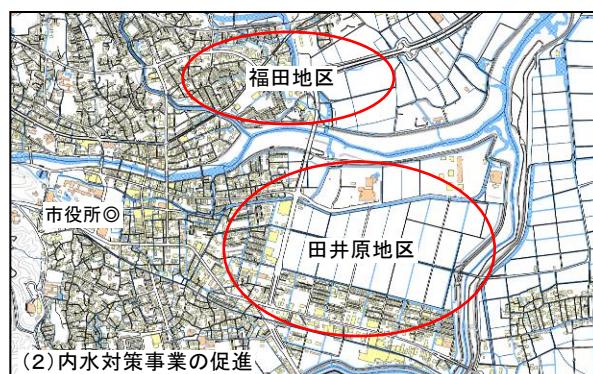 福田地区
市役所◎
田井原地区
(2)内水対策事業の促進